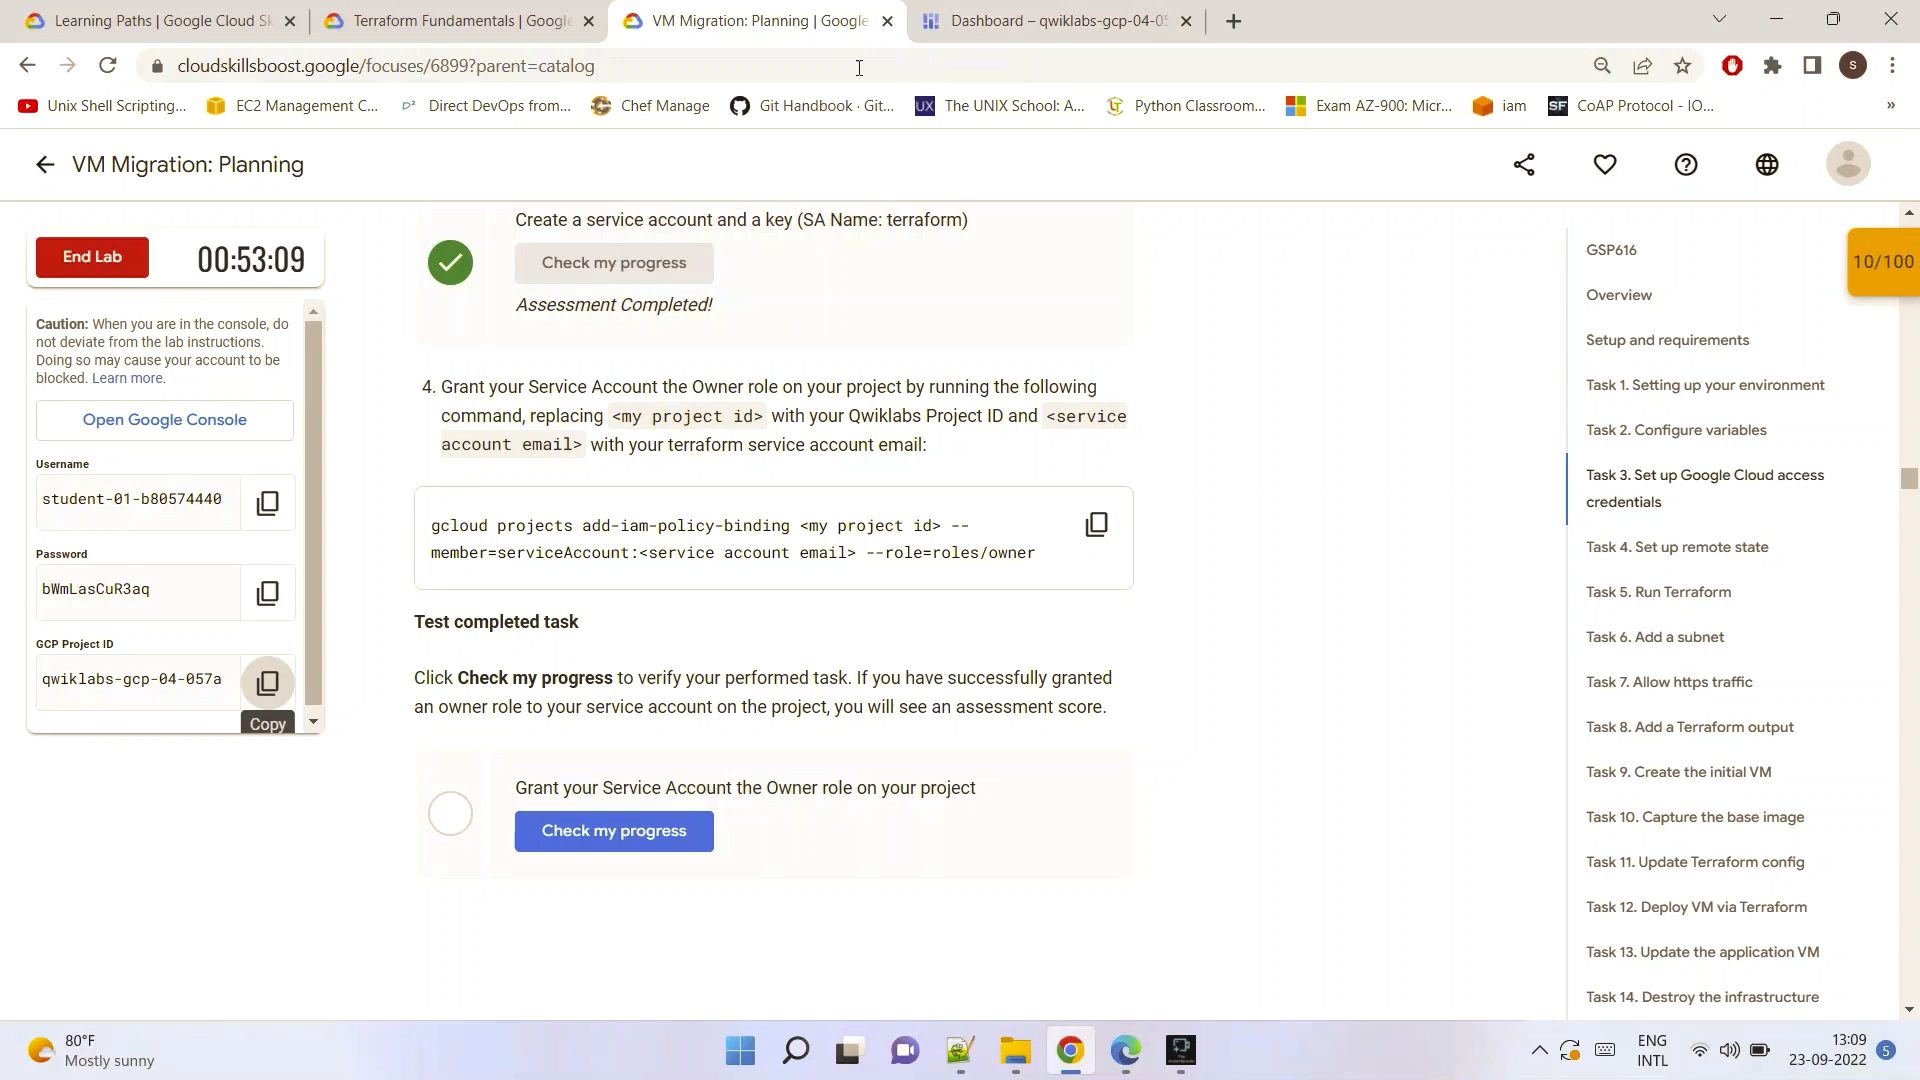 Learning Paths | Google Cloud Sk
Terraform Fundamentals | Google
VM Migration: Planning | Google
Dashboard – qwiklabs-gcp-04-05
cloudskillsboost.google/focuses/6899?parent=catalog
S
Unix Shell Scripting...
EC2 Management C...
Direct DevOps from...
Chef Manage
Git Handbook · Git...
UX The UNIX School: A...
Python Classroom...
Exam AZ-900: Micr...
iam
SF CoAP Protocol - IO...
»
VM Migration: Planning
End Lab
00:53:09
Caution: When you are in the console, do
not deviate from the lab instructions.
Doing so may cause your account to be
blocked. Learn more.
Open Google Console
Username
student-01-b80574440
Password
bWmLasCuR3aq
GCP Project ID
qwiklabs-gcp-04-057a
Copy
Create a service account and a key (SA Name: terraform)
Check my progress
Assessment Completed!
4. Grant your Service Account the Owner role on your project by running the following
command, replacing <my project id> with your Qwiklabs Project ID and <service
account email> with your terraform service account email:
gcloud projects add-iam-policy-binding <my project id> --
member=serviceAccount:<service account email> --role=roles/owner
Test completed task
Click Check my progress to verify your performed task. If you have successfully granted
an owner role to your service account on the project, you will see an assessment score.
Grant your Service Account the Owner role on your project
Check my progress
GSP616
10/100
Overview
Setup and requirements
Task 1. Setting up your environment
Task 2. Configure variables
Task 3. Set up Google Cloud access
credentials
Task 4. Set up remote state
Task 5. Run Terraform
Task 6. Add a subnet
Task 7. Allow https traffic
Task 8. Add a Terraform output
Task 9. Create the initial VM
Task 10. Capture the base image
Task 11. Update Terraform config
Task 12. Deploy VM via Terraform
Task 13. Update the application VM
Task 14. Destroy the infrastructure
80°F
Mostly sunny
ENG
INTL
13:09
23-09-2022
5